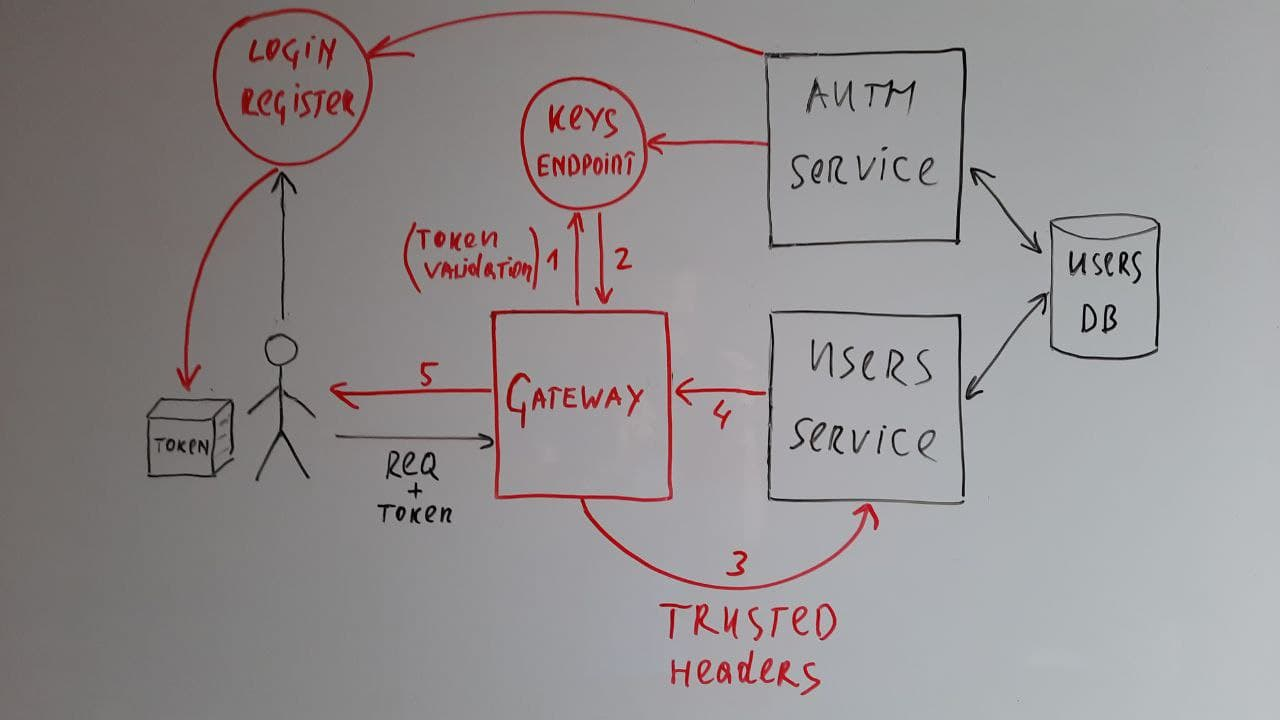 LOGIN
REGISTER
KEYS
ENDPOINT
AUTH
SERVICE
(TOKEN
VALIDATION)
1
2
USERS
DB
5
GATEWAY
4
USERS
SERVICE
TOKEN
REQ
+
TOKEN
3
TRUSTED
HEADERS